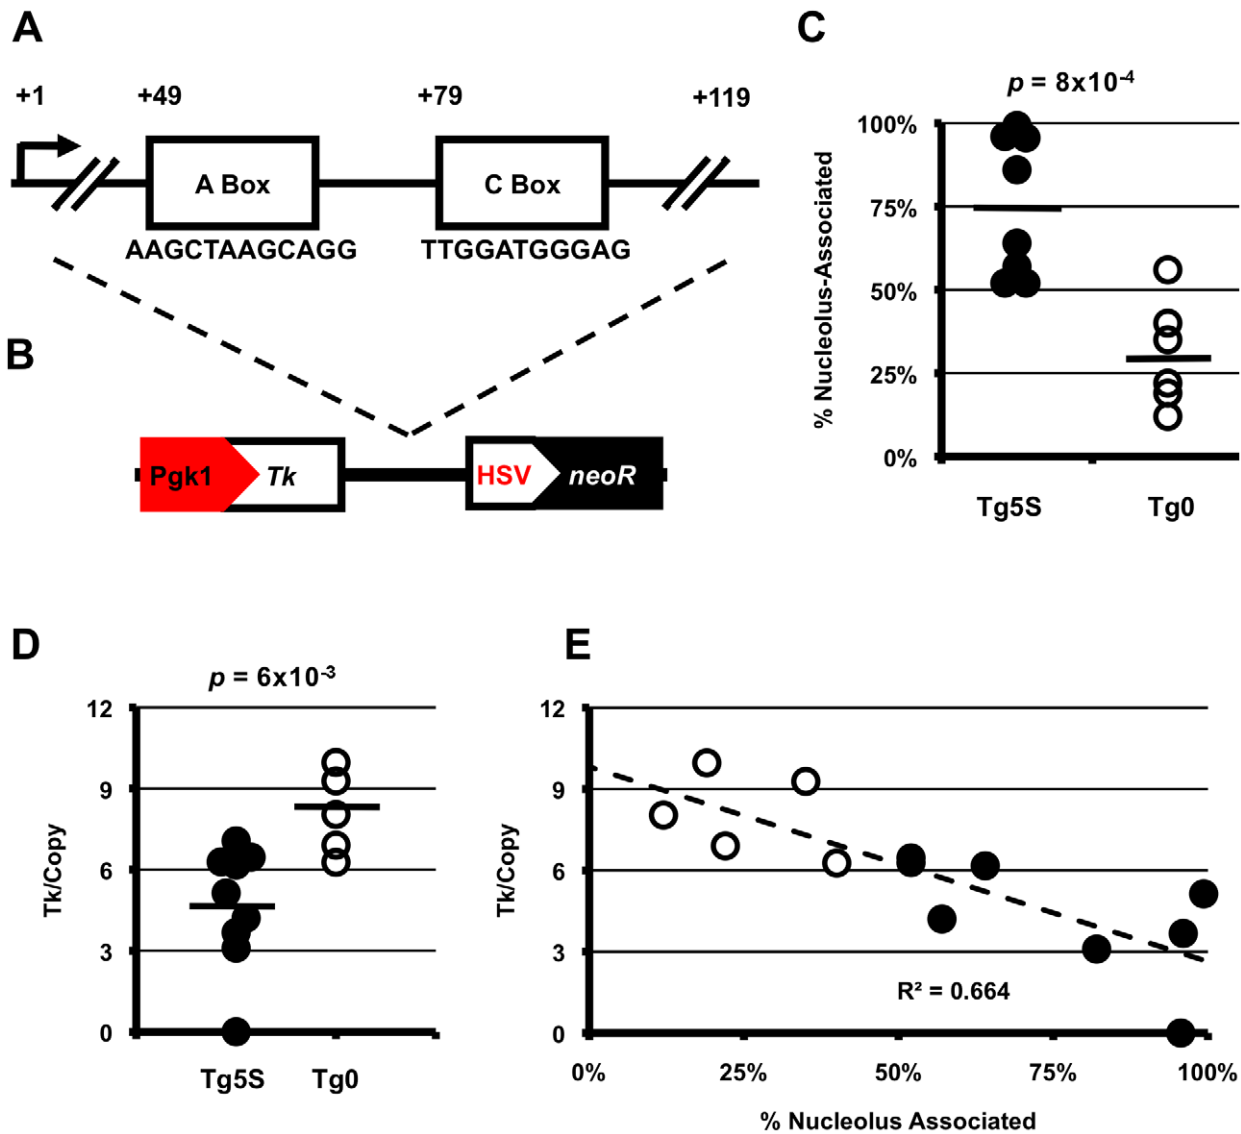 A
+1 +49 +79 +119
A Box C Box
AAGCTAAGCAGG TTGGATGGGAG
B
Pgk1 Tk HSV neoR
C
p = 8x10-4
% Nucleolus-Associated
100%
75%
50%
25%
0%
Tg5S Tg0
D
p = 6x10-3
Tk/Copy
12
9
6
3
0
Tg5S Tg0
E
Tk/Copy
12
9
6
3
0
R² = 0.664
0% 25% 50% 75% 100%
% Nucleolus Associated